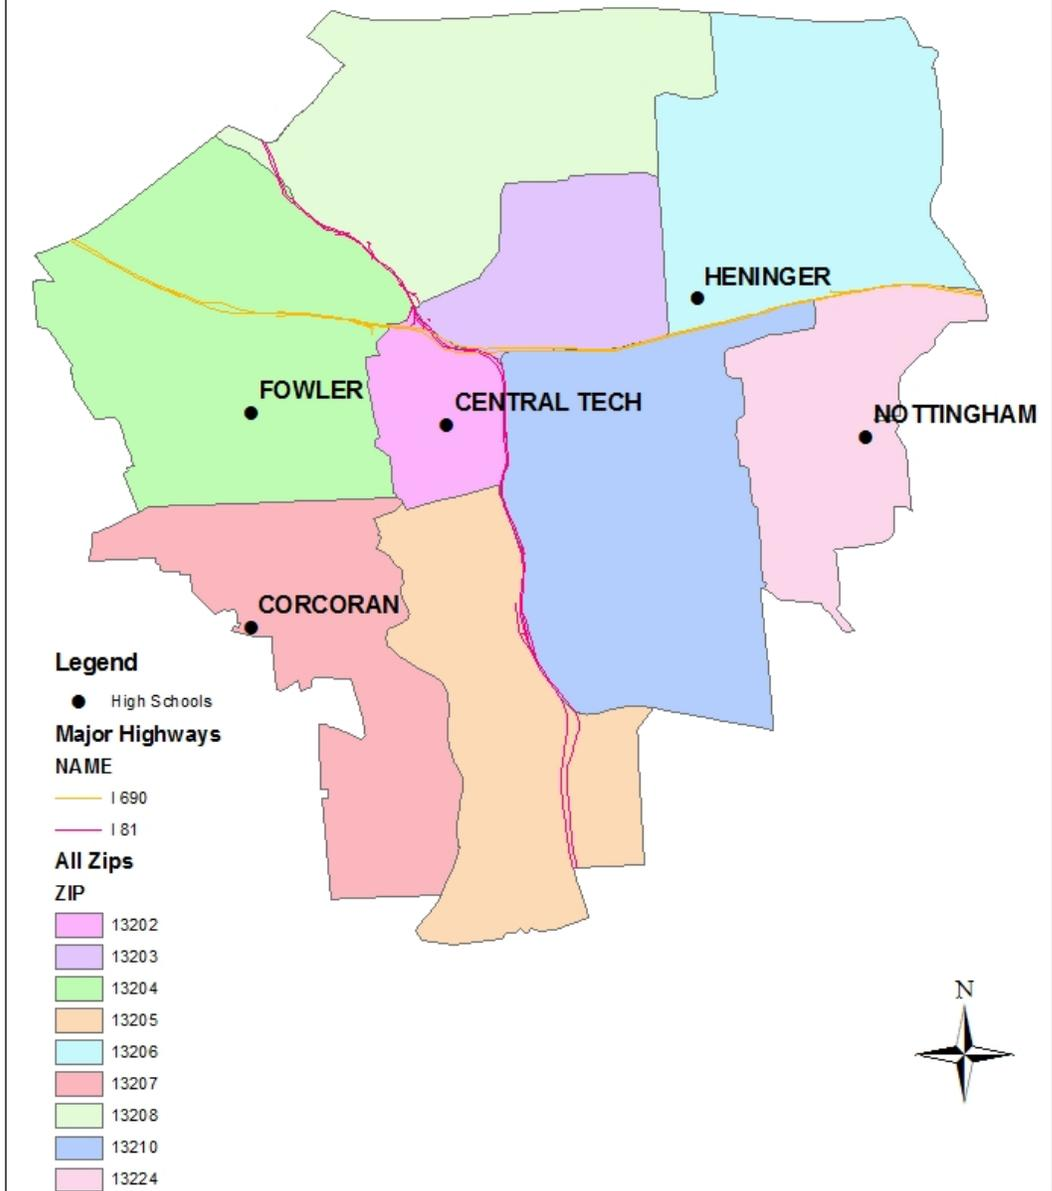 HENINGER
FOWLER
CENTRAL TECH
NOTTINGHAM
CORCORAN
Legend
High Schools
Major Highways
NAME
I 690
I 81
All Zips
ZIP
13202
13203
13204
13205
13206
13207
13208
13210
13224
N